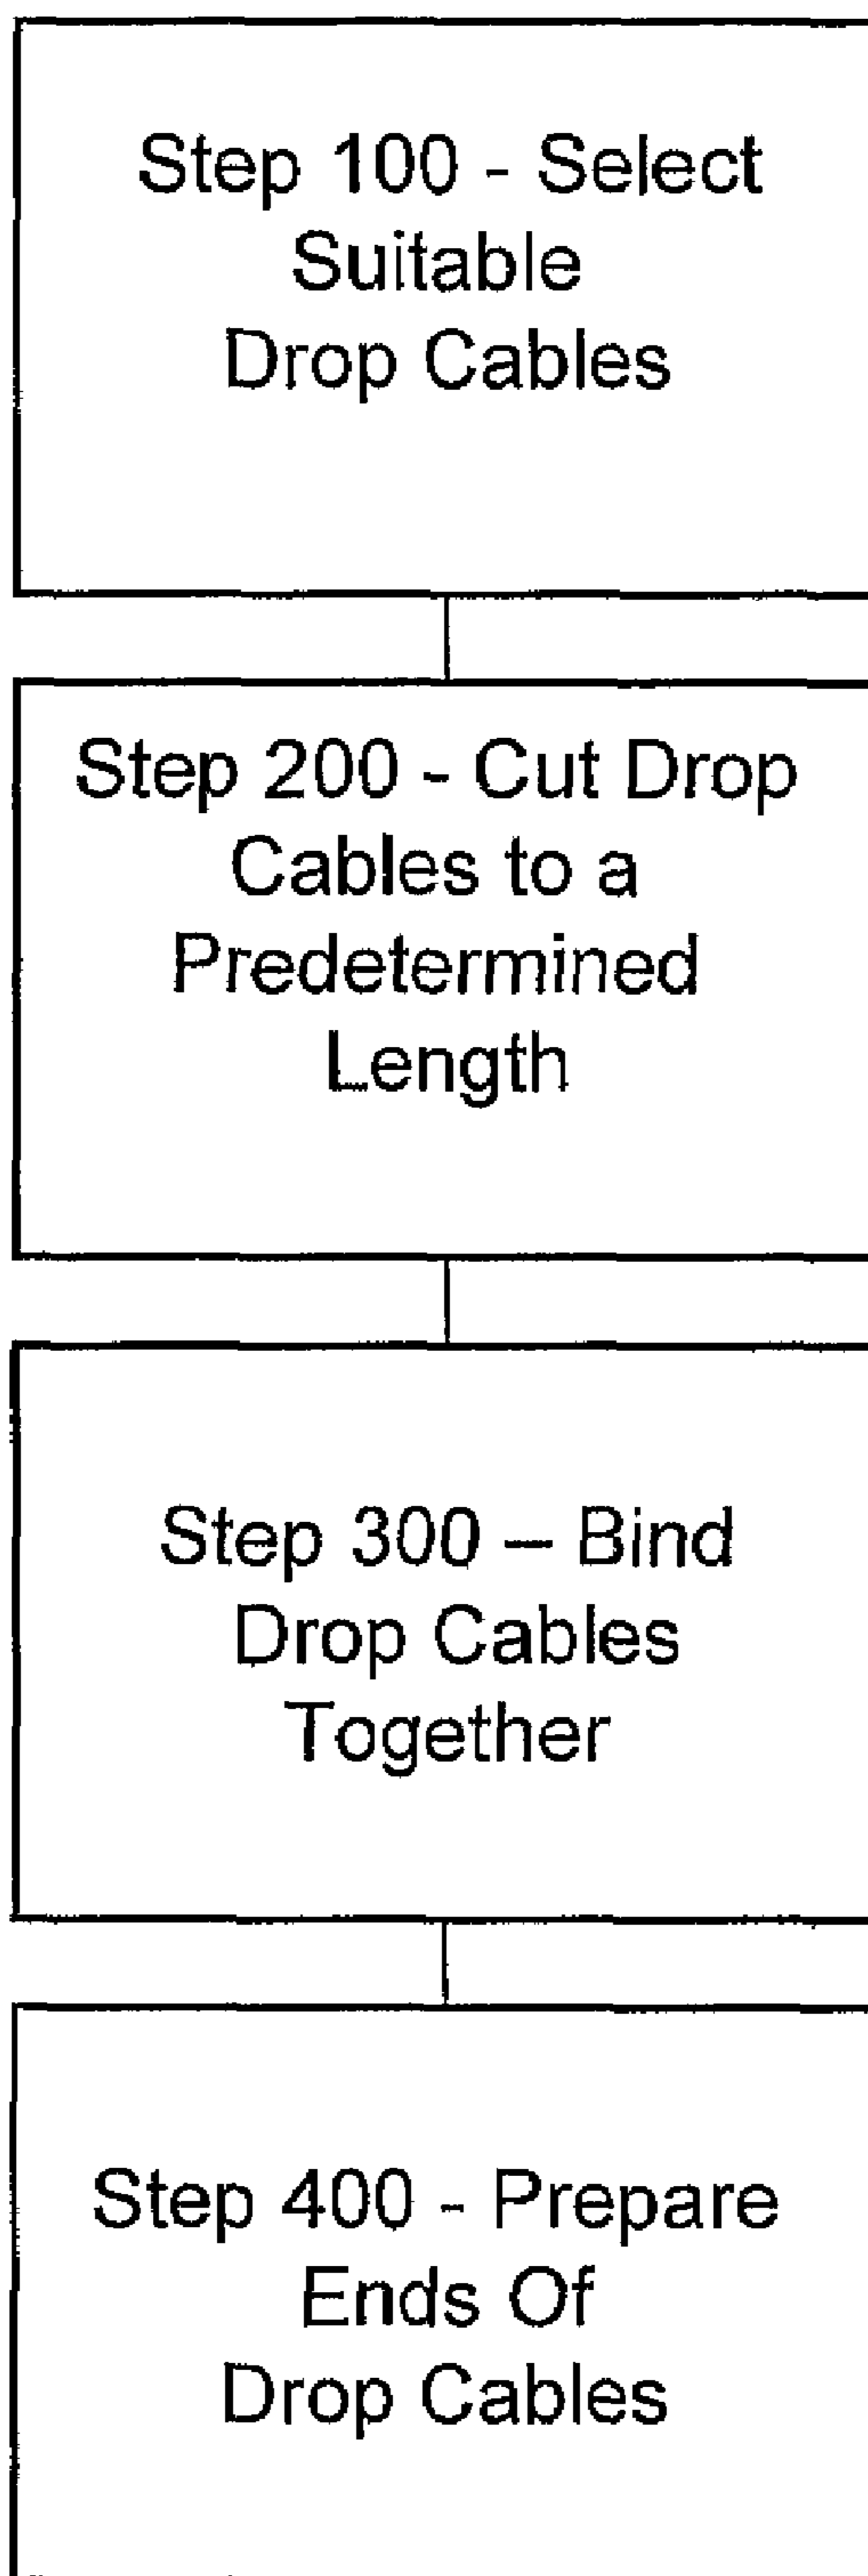 Step 100 - Select
Suitable
Drop Cables
Step 200 - Cut Drop
Cables to a
Predetermined
Length
Step 300 – Bind
Drop Cables
Together
Step 400 - Prepare
Ends Of
Drop Cables